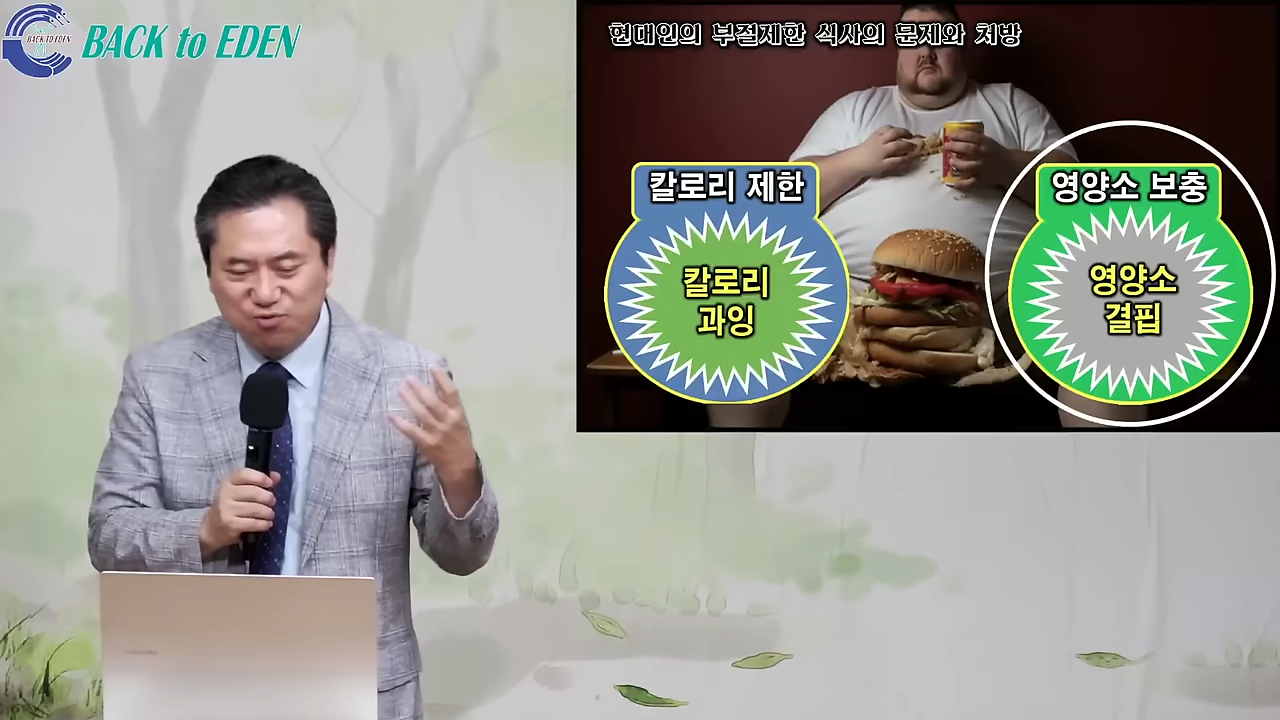 BACK TO EDEN
BACK to EDEN
현대인의 부절제한 식사의 문제와 처방
칼로리 제한
칼로리
과잉
영양소 보충
영양소
결핍